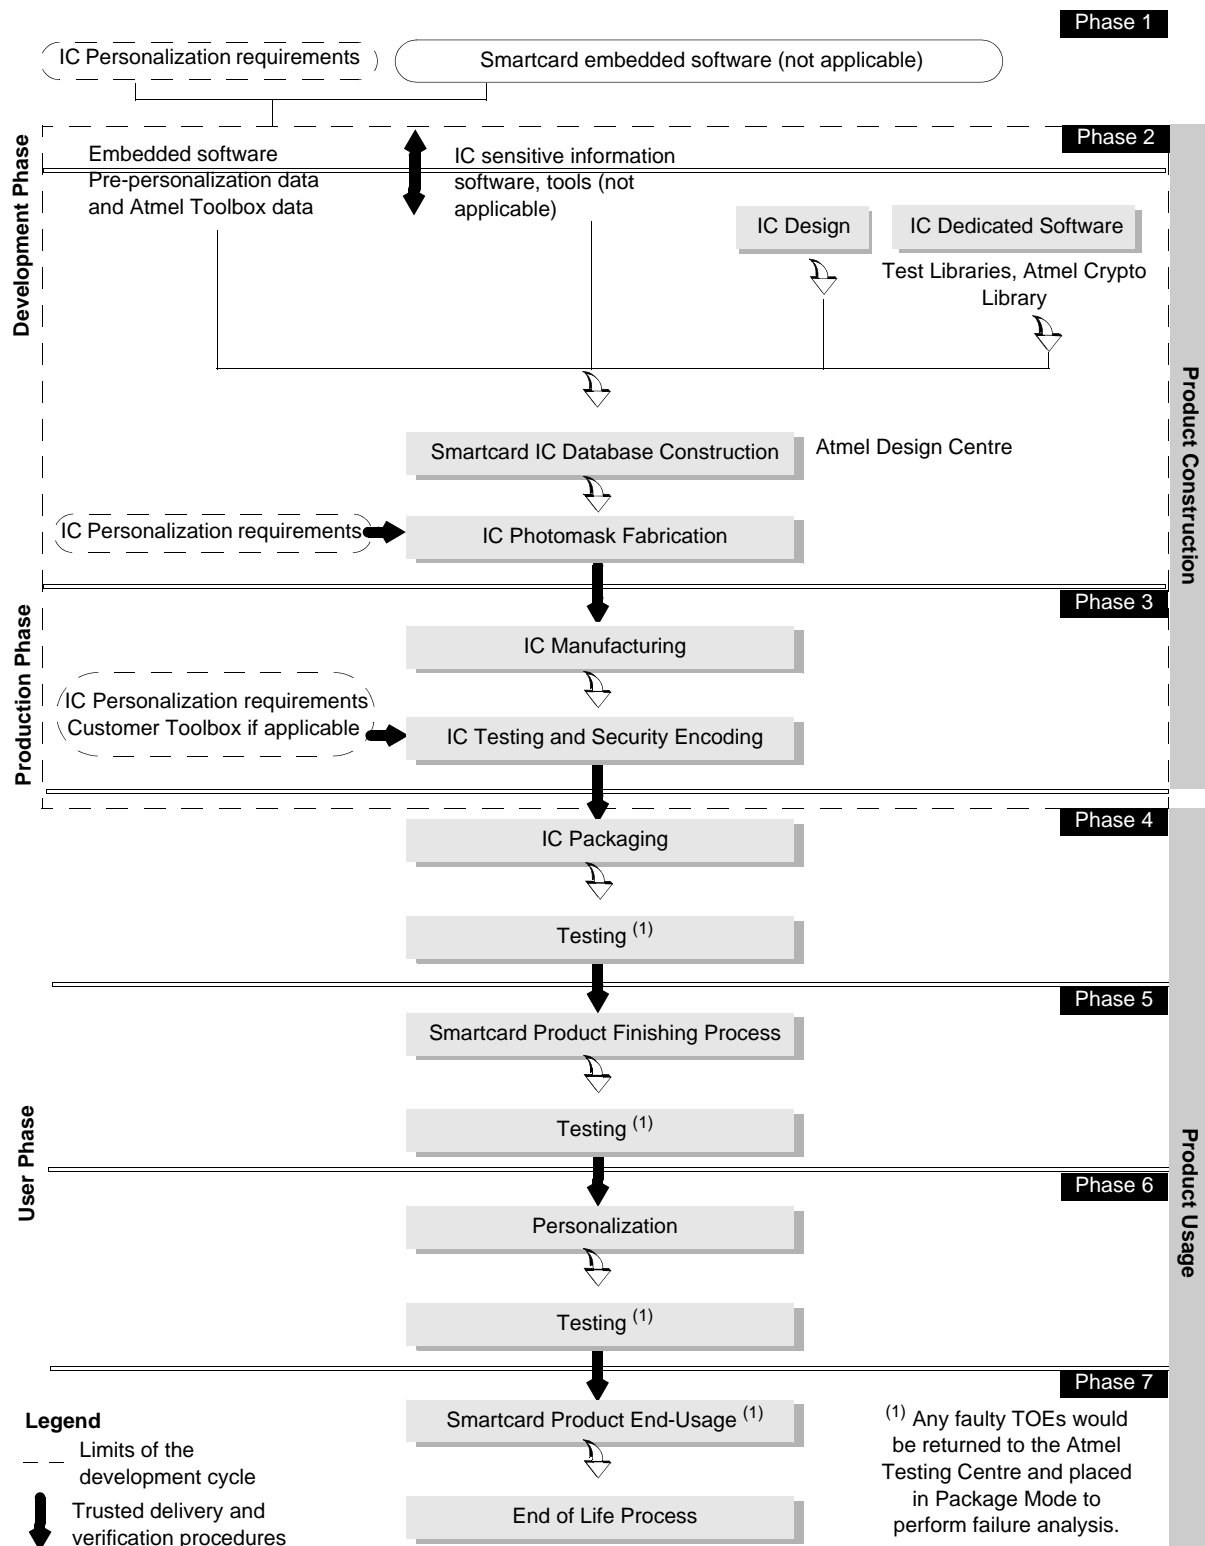 Phase 1
IC Personalization requirements
Smartcard embedded software (not applicable)
Development Phase
Phase 2
Embedded software
Pre-personalization data
and Atmel Toolbox data
IC sensitive information
software, tools (not
applicable)
IC Design
IC Dedicated Software
Test Libraries, Atmel Crypto
Library
Product Construction
Smartcard IC Database Construction
Atmel Design Centre
IC Personalization requirements
IC Photomask Fabrication
Production Phase
Phase 3
IC Manufacturing
IC Personalization requirements
Customer Toolbox if applicable
IC Testing and Security Encoding
Phase 4
IC Packaging
Testing (1)
Phase 5
Smartcard Product Finishing Process
Testing (1)
User Phase
Product Usage
Phase 6
Personalization
Testing (1)
Phase 7
Smartcard Product End-Usage (1)
End of Life Process
Legend
Limits of the
development cycle
Trusted delivery and
verification procedures
(1) Any faulty TOEs would
be returned to the Atmel
Testing Centre and placed
in Package Mode to
perform failure analysis.